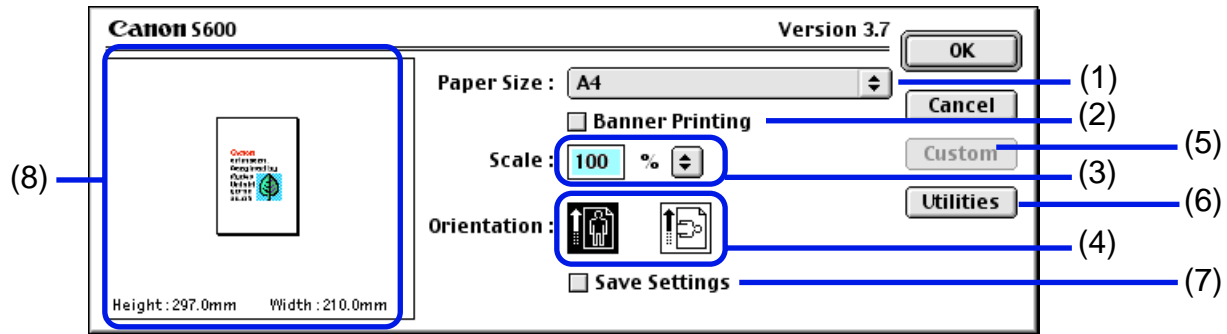 Canon S600 Version 3.7
OK
Paper Size : A4 (1)
Cancel
Banner Printing (2)
Custom (5)
Scale : 100 % (3)
(8)
Utilities (6)
Orientation : (4)
Save Settings (7)
Height : 297.0mm Width : 210.0mm
Canon